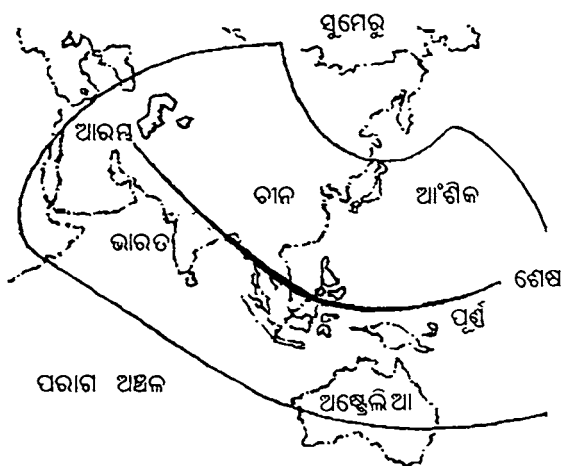 ସୁମେରୁ
ଆରମ୍ଭ
ଚୀନ
ଆଂଶିକ
ଭାରତ
ଶେଷ
ପୂର୍ଣ୍ଣ
ପରାଗ ଅଞ୍ଚଳ
ଅଷ୍ଟ୍ରେଲିଆ